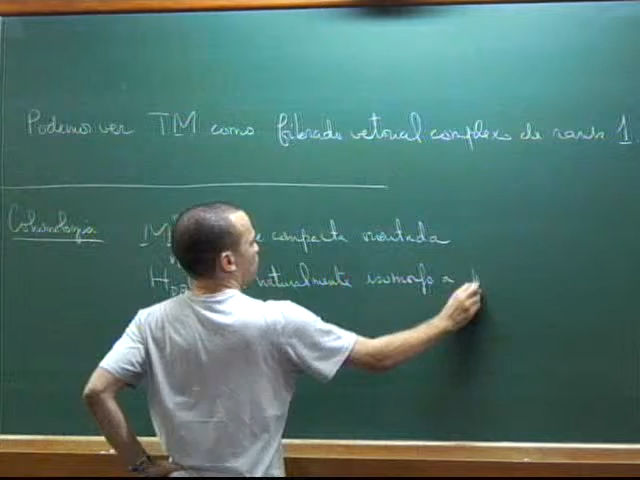 Podemos ver TM como fibrado vetorial complexo de rank 1.
Cohomologia M compacta orientada
H naturalmente isomorfo a